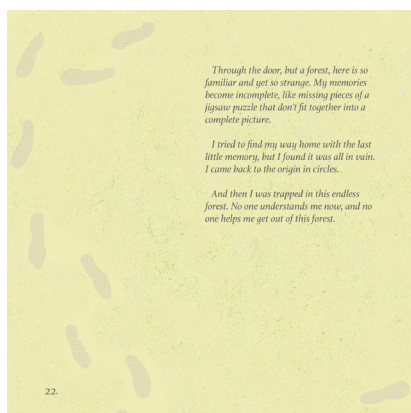 Through the door, but a forest, here is so
familiar and yet so strange. My memories
become incomplete, like missing pieces of a
jigsaw puzzle that don't fit together into a
complete picture.
I tried to find my way home with the last
little memory, but I found it was all in vain.
I came back to the origin in circles.
And then I was trapped in this endless
forest. No one understands me now, and no
one helps me get out of this forest.
22.